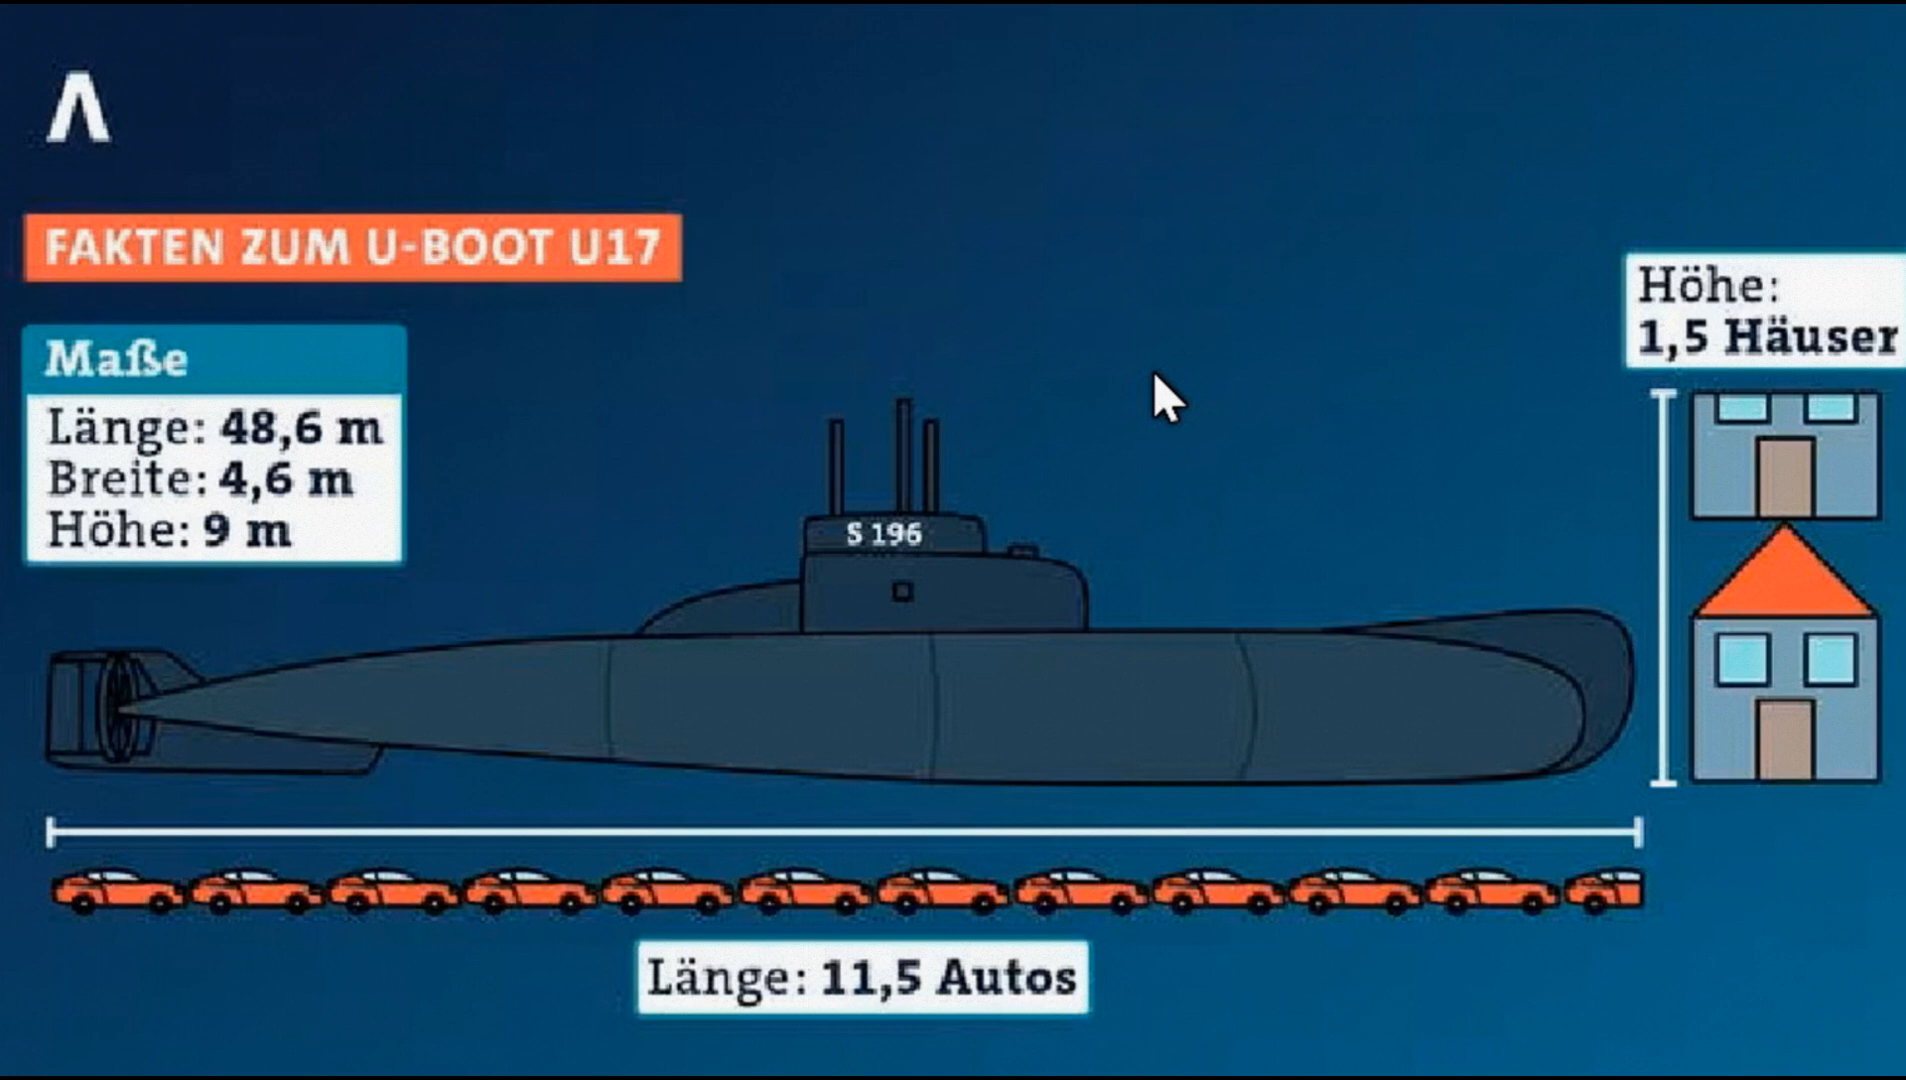 FAKTEN ZUM U-BOOT U17
Maße
Länge: 48,6 m
Breite: 4,6 m
Höhe: 9 m
S 196
Höhe:
1,5 Häuser
Länge: 11,5 Autos